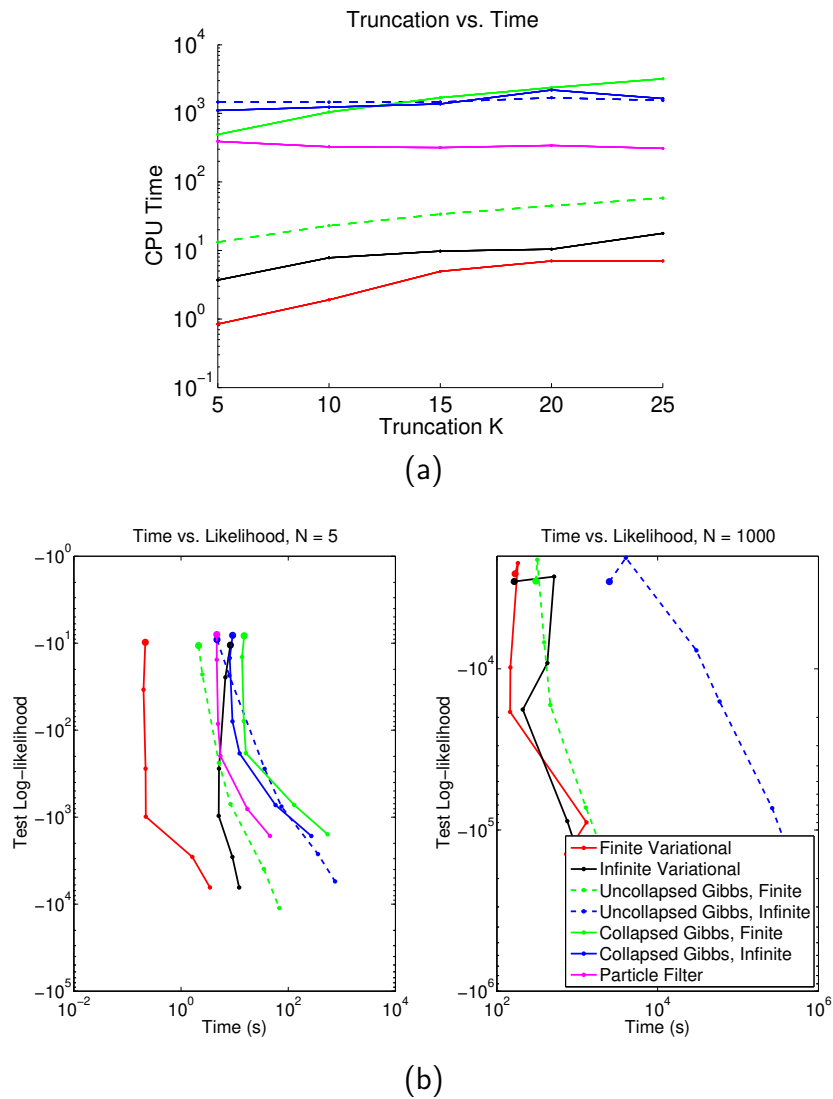 Truncation vs. Time
10^4
10^3
10^2
10^1
10^0
10^−1
CPU Time
5
10
15
20
25
Truncation K
(a)
Time vs. Likelihood, N = 5
−10^0
−10^1
−10^2
−10^3
−10^4
−10^5
Test Log−likelihood
10^−2
10^0
10^2
10^4
Time (s)
Time vs. Likelihood, N = 1000
−10^4
−10^5
−10^6
Test Log−likelihood
10^2
10^4
10^6
Time (s)
Finite Variational
Infinite Variational
Uncollapsed Gibbs, Finite
Uncollapsed Gibbs, Infinite
Collapsed Gibbs, Finite
Collapsed Gibbs, Infinite
Particle Filter
(b)